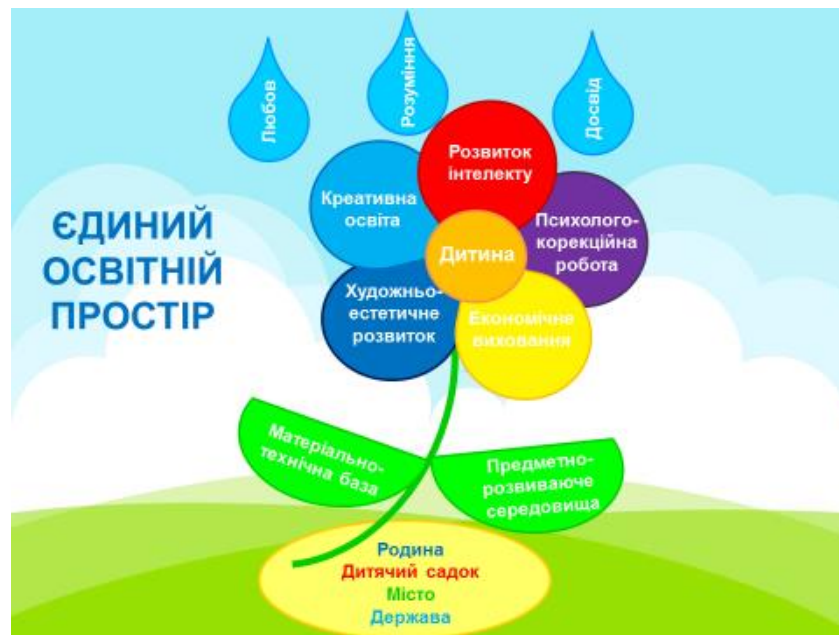 Любов
Розуміння
Досвід
Розвиток
інтелекту
Креативна
освіта
Психолого-
корекційна
робота
Дитина
ЄДИНИЙ
ОСВІТНІЙ
ПРОСТІР
Художньо-
естетичне
розвиток
Економічне
виховання
Матеріально-
технічна база
Предметно-
розвиваюче
середовища
Родина
Дитячий садок
Місто
Держава